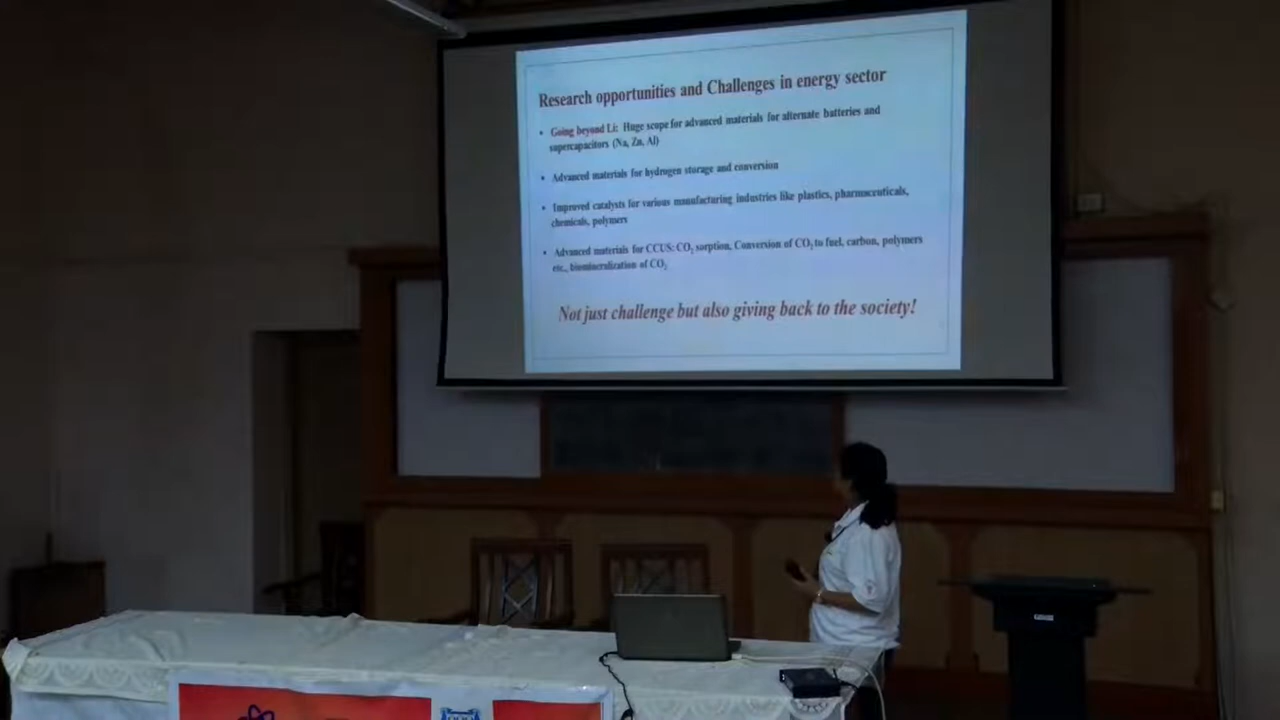 Research opportunities and Challenges in energy sector
• Going beyond Li: Huge scope for advanced materials for alternate batteries and
supercapacitors (Na, Zn, Al)
• Advanced materials for hydrogen storage and conversion
• Improved catalysts for various manufacturing industries like plastics, pharmaceuticals,
chemicals, polymers
• Advanced materials for CCUS: CO₂ sorption, Conversion of CO₂ to fuel, carbon, polymers
etc., biomineralization of CO₂
Not just challenge but also giving back to the society!